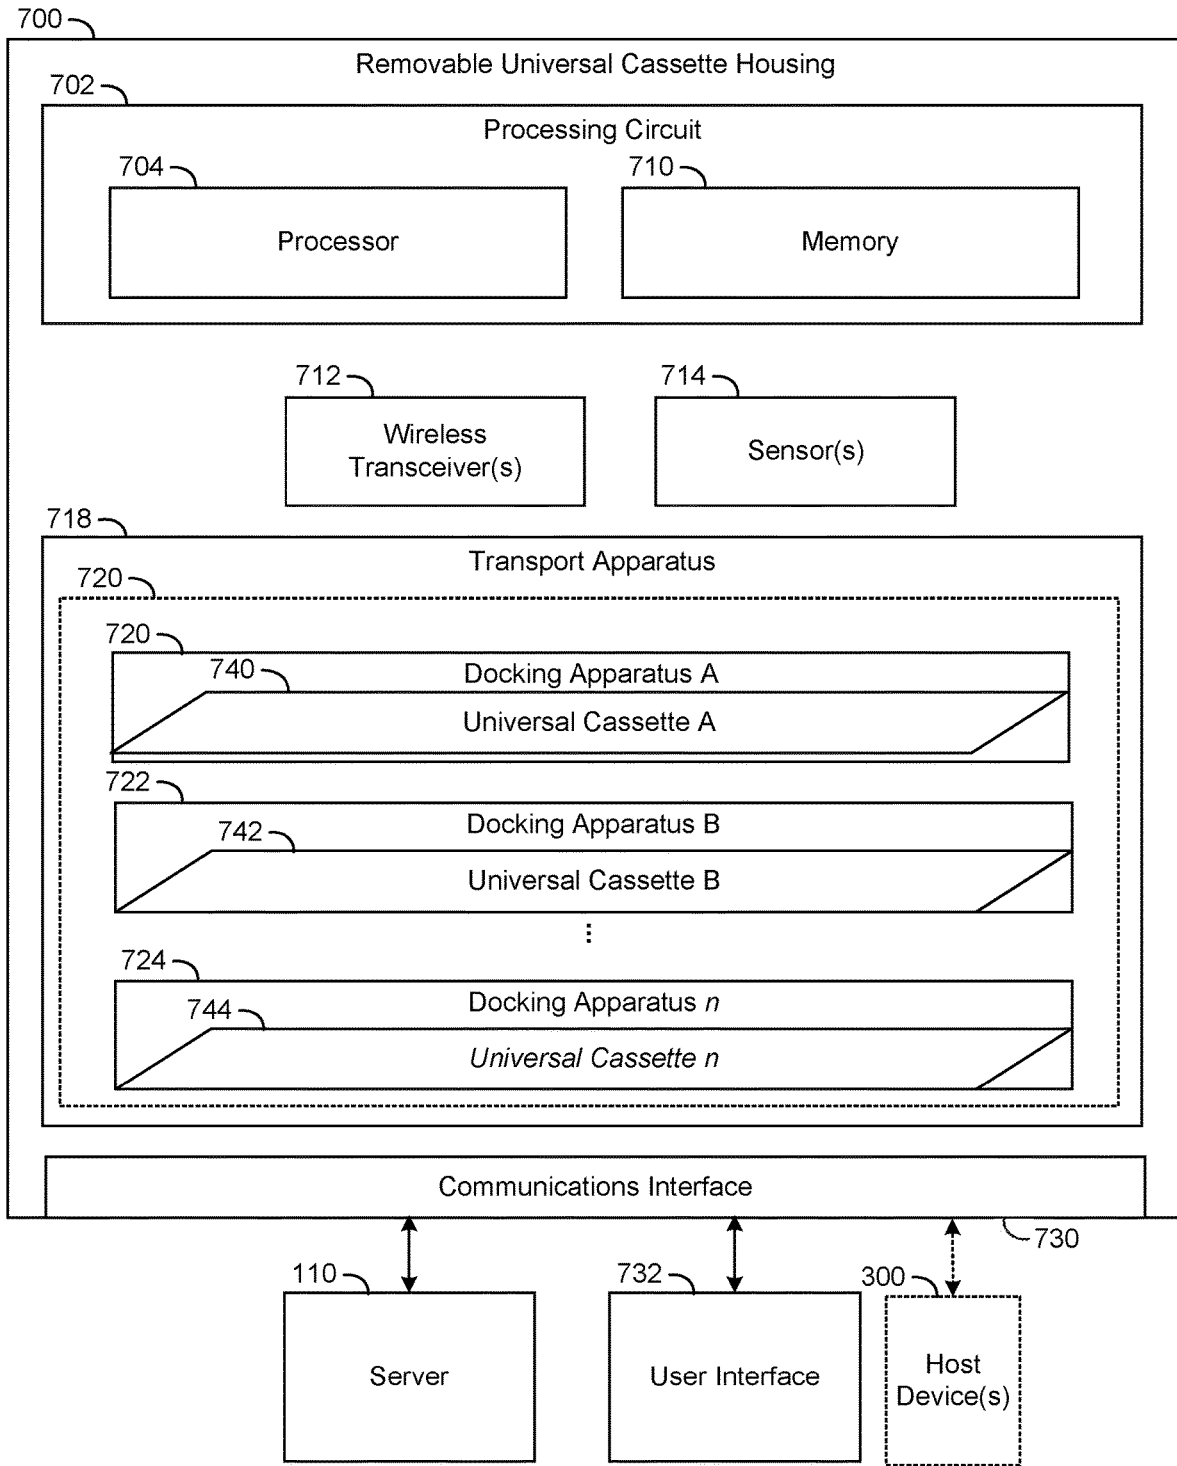 700
Removable Universal Cassette Housing
702
Processing Circuit
704
710
Processor
Memory
712
714
Wireless
Transceiver(s)
Sensor(s)
718
Transport Apparatus
720
720
Docking Apparatus A
740
Universal Cassette A
722
Docking Apparatus B
742
Universal Cassette B
⋮
724
Docking Apparatus n
744
Universal Cassette n
Communications Interface
730
110
732
300
Server
User Interface
Host
Device(s)